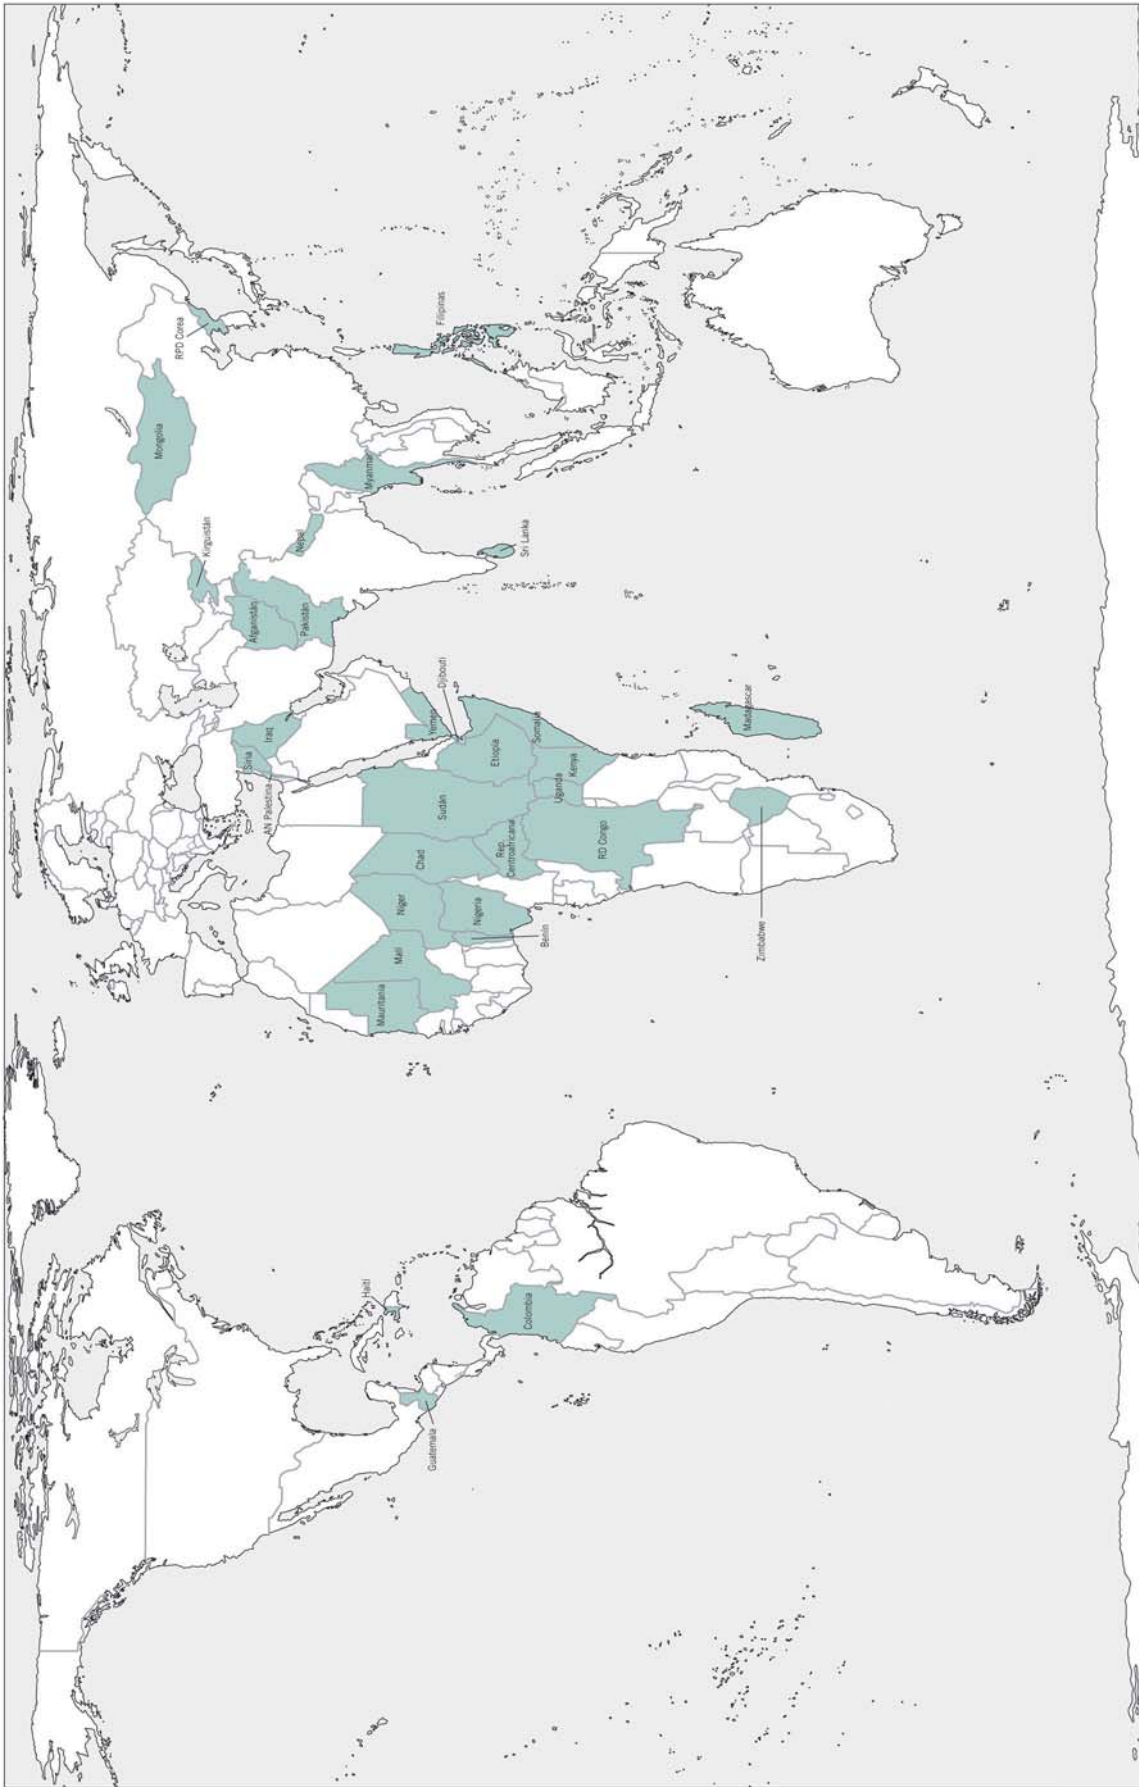 Mongolia
RPD Corea
Kirguistán
Afganistán
Pakistán
Nepal
Myanmar
Filipinas
Sri Lanka
Siria
Iraq
AN Palestina
Yemen
Djibouti
Haití
Guatemala
Colombia
Mauritania
Malí
Níger
Chad
Sudán
Etiopía
Somalia
Nigeria
Benín
Rep.
Centroafricana
Uganda
Kenya
RD Congo
Madagascar
Zimbabwe